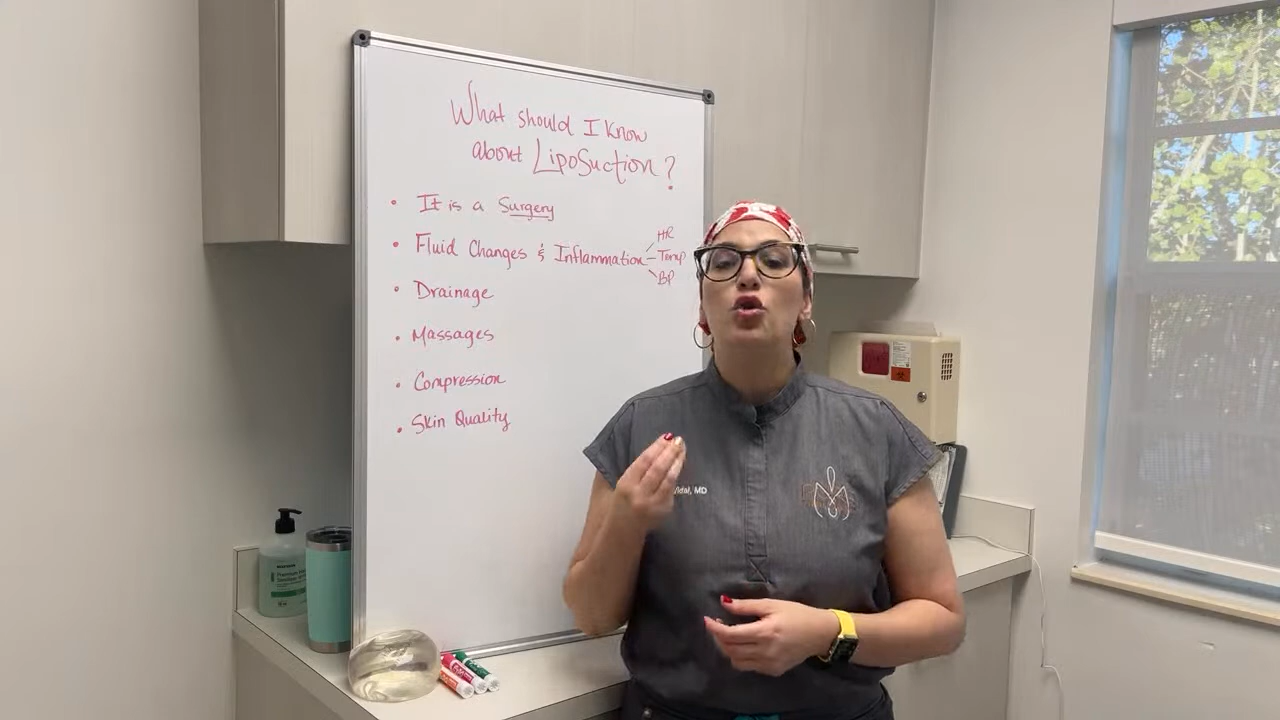 What should I know
about LipoSuction?
• It is a Surgery
• Fluid Changes & Inflammation
HR
Temp
BP
• Drainage
• Massages
• Compression
• Skin Quality
Vidal, MD